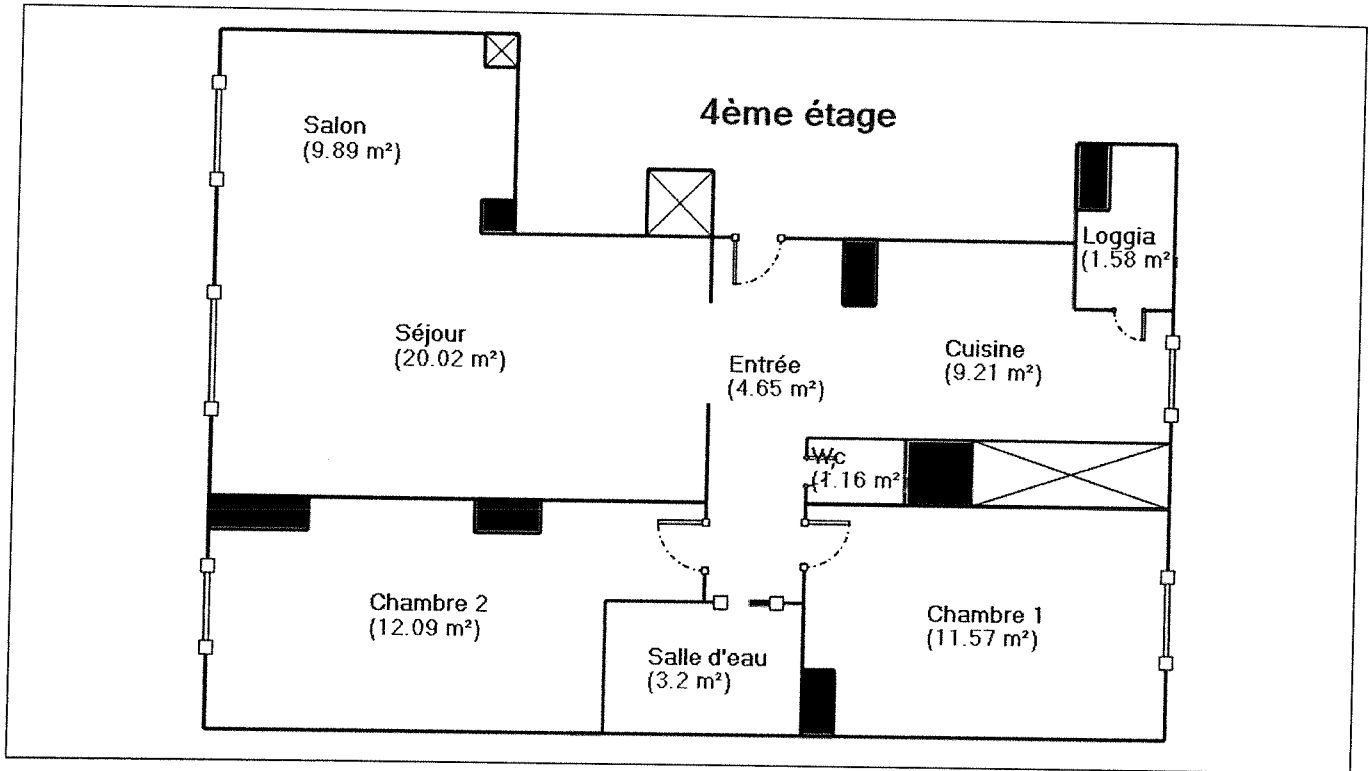 4ème étage
Salon
(9.89 m²)
Loggia
(1.58 m²
Séjour
(20.02 m²)
Entrée
(4.65 m²)
Cuisine
(9.21 m²)
Wc
(1.16 m²
Chambre 2
(12.09 m²)
Salle d'eau
(3.2 m²)
Chambre 1
(11.57 m²)